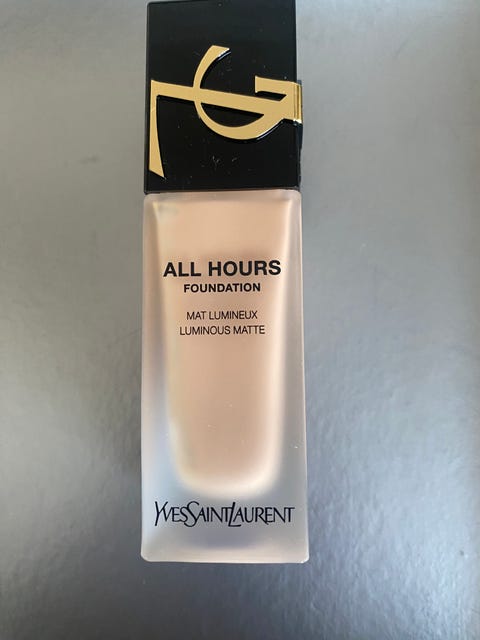 ALL HOURS
FOUNDATION
MAT LUMINEUX
LUMINOUS MATTE
YVESSAINTLAURENT